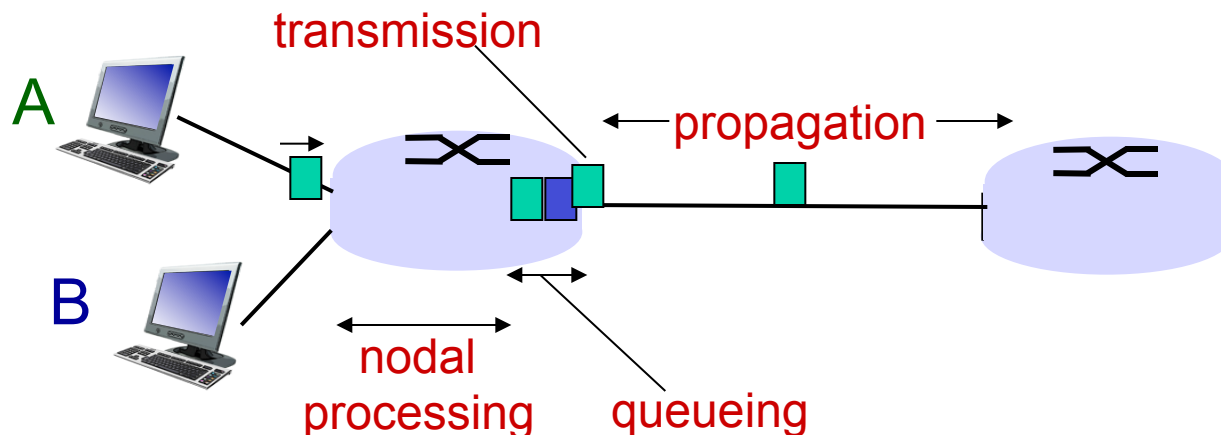 transmission
A
propagation
B
nodal
processing
queueing